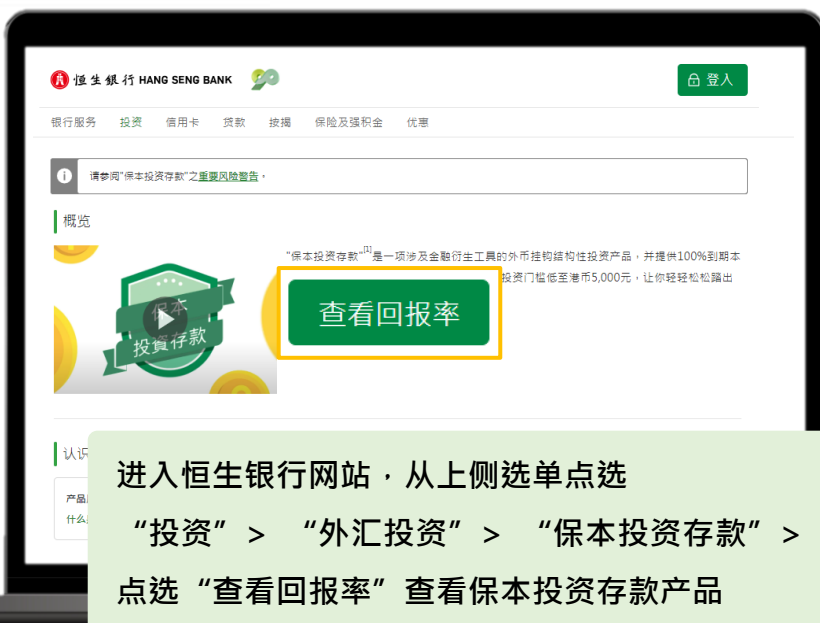 恒生银行 HANG SENG BANK
登入
银行服务 投资 信用卡 贷款 按揭 保险及强积金 优惠
请参阅"保本投资存款"之重要风险警告。
概览
"保本投资存款"[1]是一项涉及金融衍生工具的外币挂钩结构性投资产品，并提供100%到期本
投资门槛低至港币5,000元，让你轻轻松松踏出
保本
投資存款
查看回报率
认识
产品
什么
进入恒生银行网站，从上侧选单点选
“投资” > “外汇投资” > “保本投资存款” >
点选“查看回报率”查看保本投资存款产品